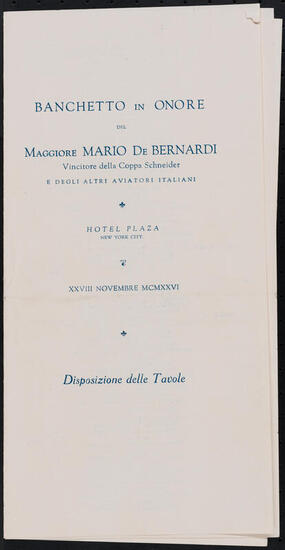 BANCHETTO IN ONORE
DEL
MAGGIORE MARIO DE BERNARDI
Vincitore della Coppa Schneider
E DEGLI ALTRI AVIATORI ITALIANI
HOTEL PLAZA
NEW YORK CITY
XXVIII NOVEMBRE MCMXXVI
Disposizione delle Tavole